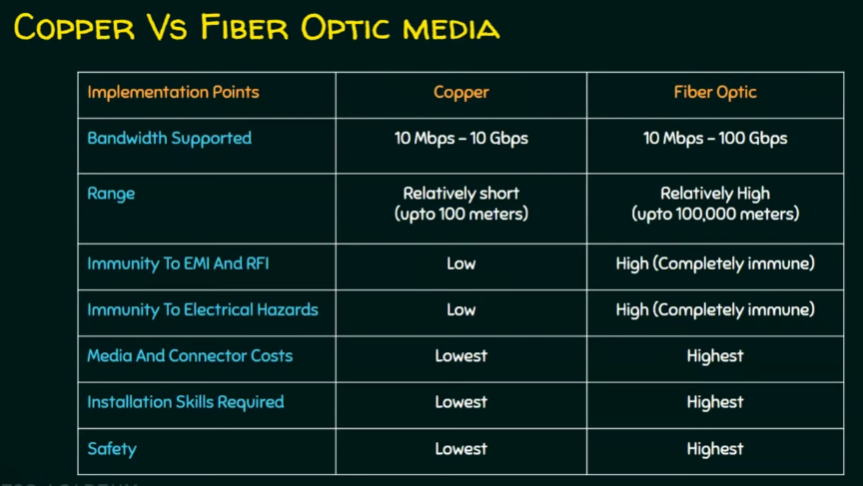 Copper Vs Fiber Optic media
Implementation Points Copper Fiber Optic
Bandwidth Supported 10 Mbps – 10 Gbps 10 Mbps – 100 Gbps
Range Relatively short Relatively High
(upto 100 meters) (upto 100,000 meters)
Immunity To EMI And RFI Low High (Completely immune)
Immunity To Electrical Hazards Low High (Completely immune)
Media And Connector Costs Lowest Highest
Installation Skills Required Lowest Highest
Safety Lowest Highest